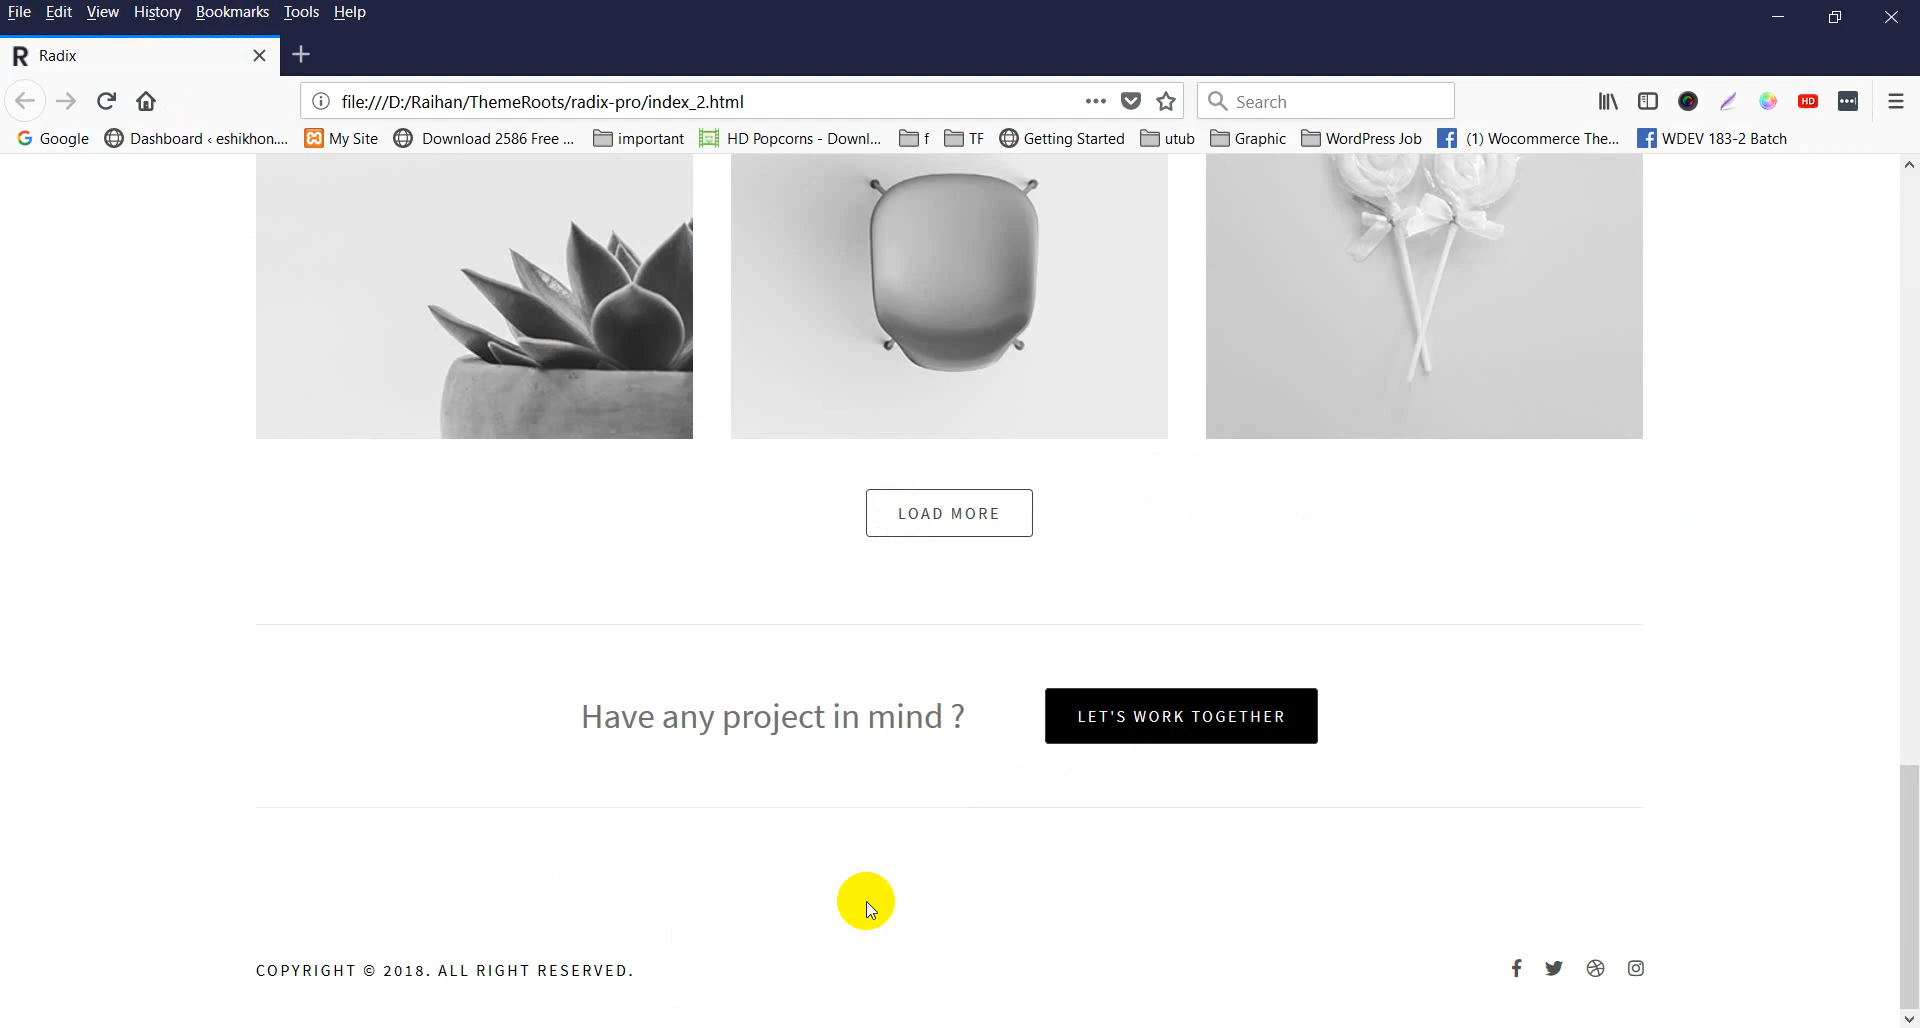 File Edit View History Bookmarks Tools Help
R Radix
file:///D:/Raihan/ThemeRoots/radix-pro/index_2.html
Search
HD
Google Dashboard ‹ eshikhon.... My Site Download 2586 Free ... important HD Popcorns - Downl... f TF Getting Started utub Graphic WordPress Job (1) Wocommerce The... WDEV 183-2 Batch
LOAD MORE
Have any project in mind ? LET'S WORK TOGETHER
COPYRIGHT © 2018. ALL RIGHT RESERVED.